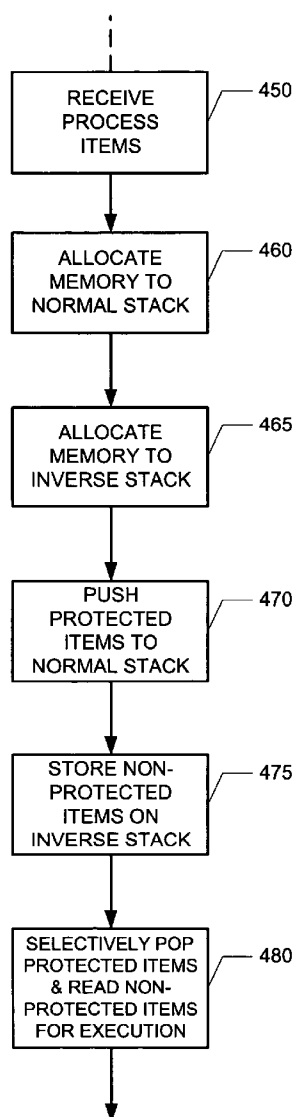 RECEIVE
PROCESS
ITEMS
450
ALLOCATE
MEMORY TO
NORMAL STACK
460
ALLOCATE
MEMORY TO
INVERSE STACK
465
PUSH
PROTECTED
ITEMS TO
NORMAL STACK
470
STORE NON-
PROTECTED
ITEMS ON
INVERSE STACK
475
SELECTIVELY POP
PROTECTED ITEMS
& READ NON-
PROTECTED ITEMS
FOR EXECUTION
480